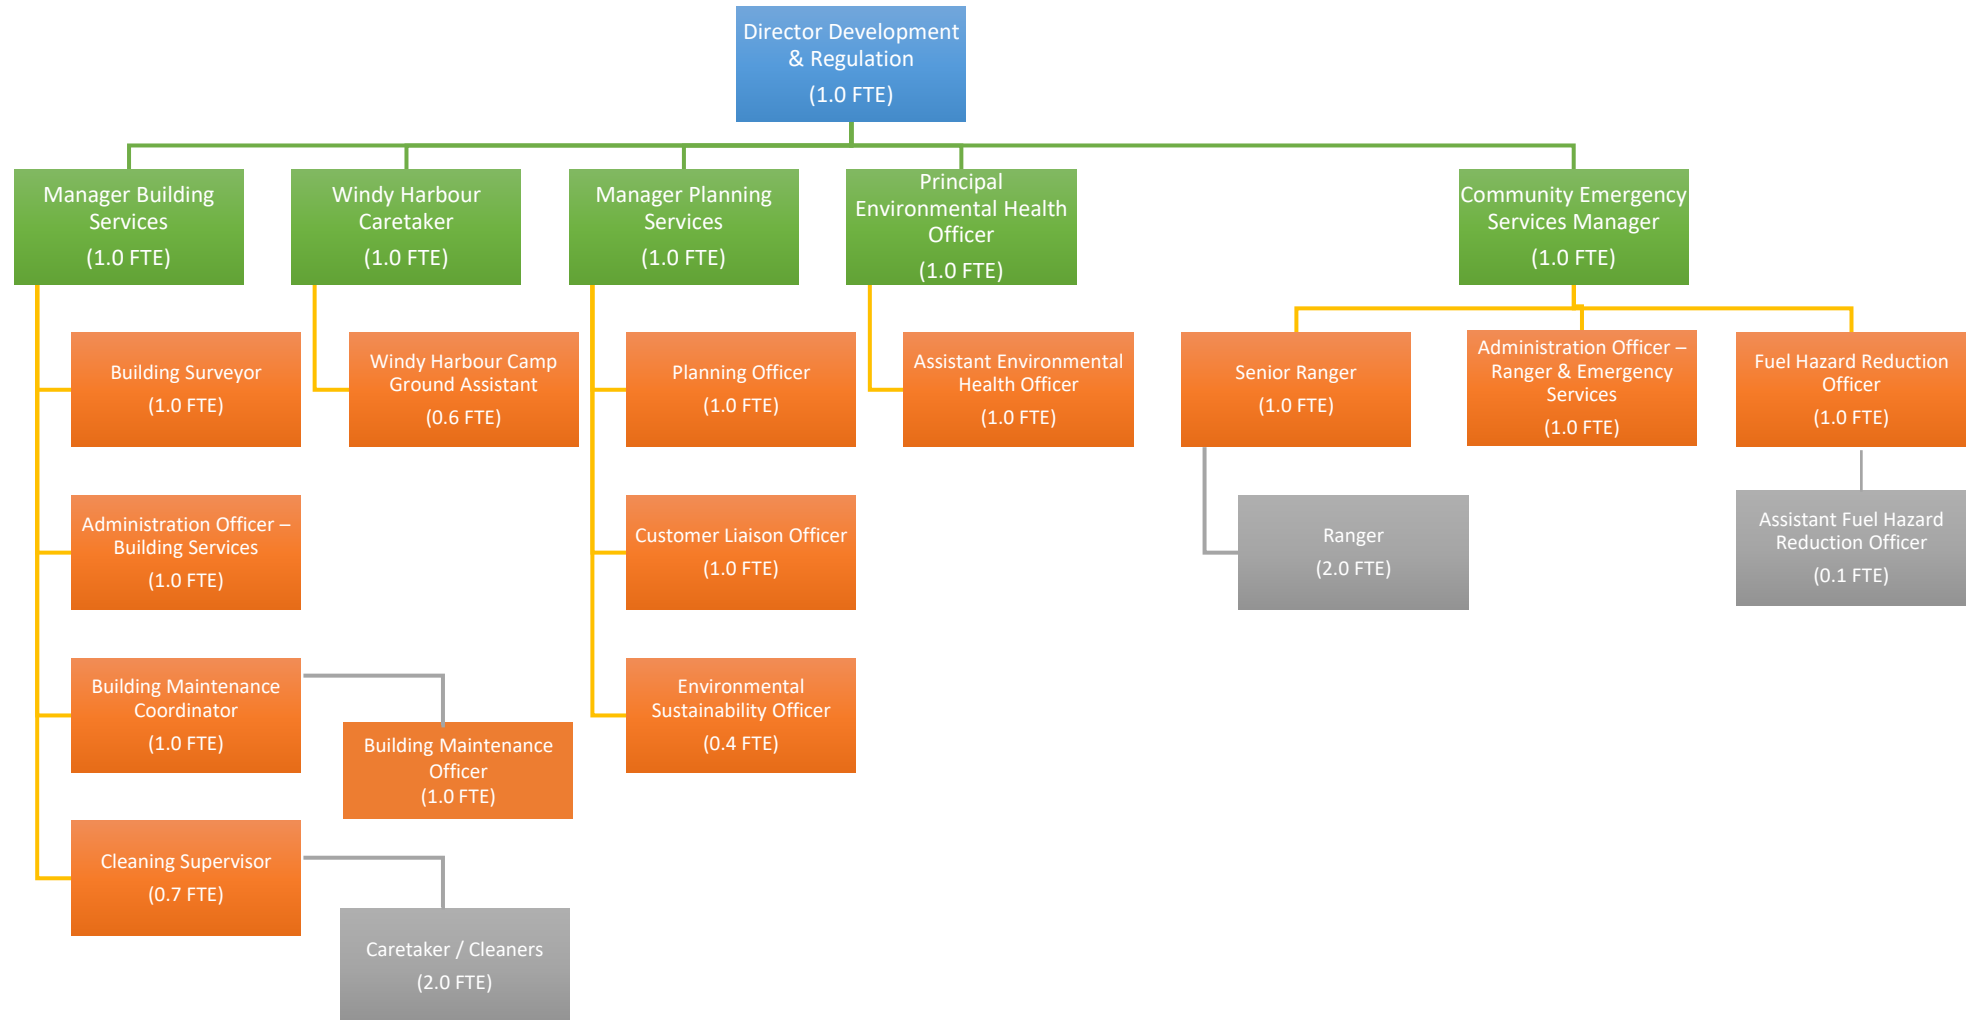 Director Development
& Regulation
(1.0 FTE)
Manager Building
Services
(1.0 FTE)
Windy Harbour
Caretaker
(1.0 FTE)
Manager Planning
Services
(1.0 FTE)
Principal
Environmental Health
Officer
(1.0 FTE)
Community Emergency
Services Manager
(1.0 FTE)
Building Surveyor
(1.0 FTE)
Windy Harbour Camp
Ground Assistant
(0.6 FTE)
Planning Officer
(1.0 FTE)
Assistant Environmental
Health Officer
(1.0 FTE)
Senior Ranger
(1.0 FTE)
Administration Officer –
Ranger & Emergency
Services
(1.0 FTE)
Fuel Hazard Reduction
Officer
(1.0 FTE)
Administration Officer –
Building Services
(1.0 FTE)
Customer Liaison Officer
(1.0 FTE)
Ranger
(2.0 FTE)
Assistant Fuel Hazard
Reduction Officer
(0.1 FTE)
Building Maintenance
Coordinator
(1.0 FTE)
Building Maintenance
Officer
(1.0 FTE)
Environmental
Sustainability Officer
(0.4 FTE)
Cleaning Supervisor
(0.7 FTE)
Caretaker / Cleaners
(2.0 FTE)